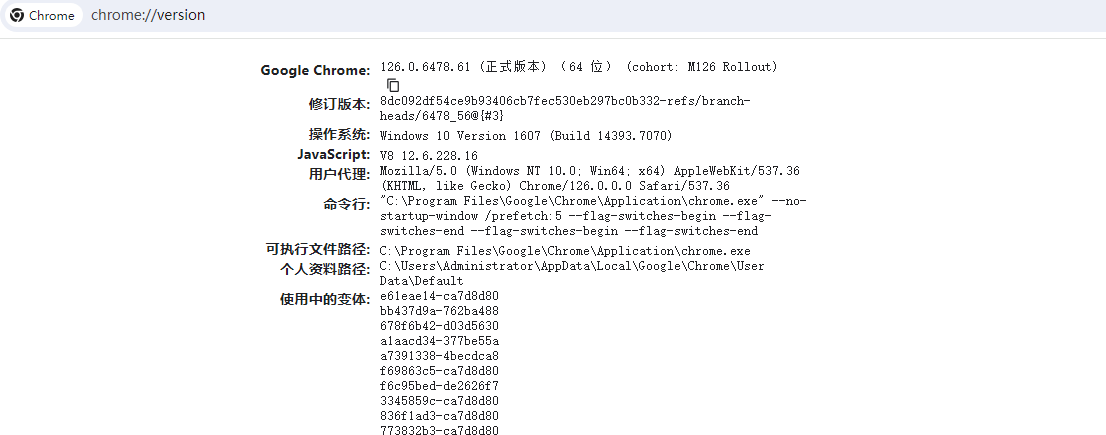 Chrome chrome://version
Google Chrome: 126.0.6478.61 (正式版本) (64 位) (cohort: M126 Rollout)
修订版本: 8dc092df54ce9b93406cb7fec530eb297bc0b332-refs/branch-
heads/6478_56@{#3}
操作系统: Windows 10 Version 1607 (Build 14393.7070)
JavaScript: V8 12.6.228.16
用户代理: Mozilla/5.0 (Windows NT 10.0; Win64; x64) AppleWebKit/537.36
(KHTML, like Gecko) Chrome/126.0.0.0 Safari/537.36
命令行: "C:\Program Files\Google\Chrome\Application\chrome.exe" --no-
startup-window /prefetch:5 --flag-switches-begin --flag-
switches-end --flag-switches-begin --flag-switches-end
可执行文件路径: C:\Program Files\Google\Chrome\Application\chrome.exe
个人资料路径: C:\Users\Administrator\AppData\Local\Google\Chrome\User
Data\Default
使用中的变体: e61eae14-ca7d8d80
bb437d9a-762ba488
678f6b42-d03d5630
a1aacd34-377be55a
a7391338-4becdca8
f69863c5-ca7d8d80
f6c95bed-de2626f7
3345859c-ca7d8d80
836f1ad3-ca7d8d80
773832b3-ca7d8d80